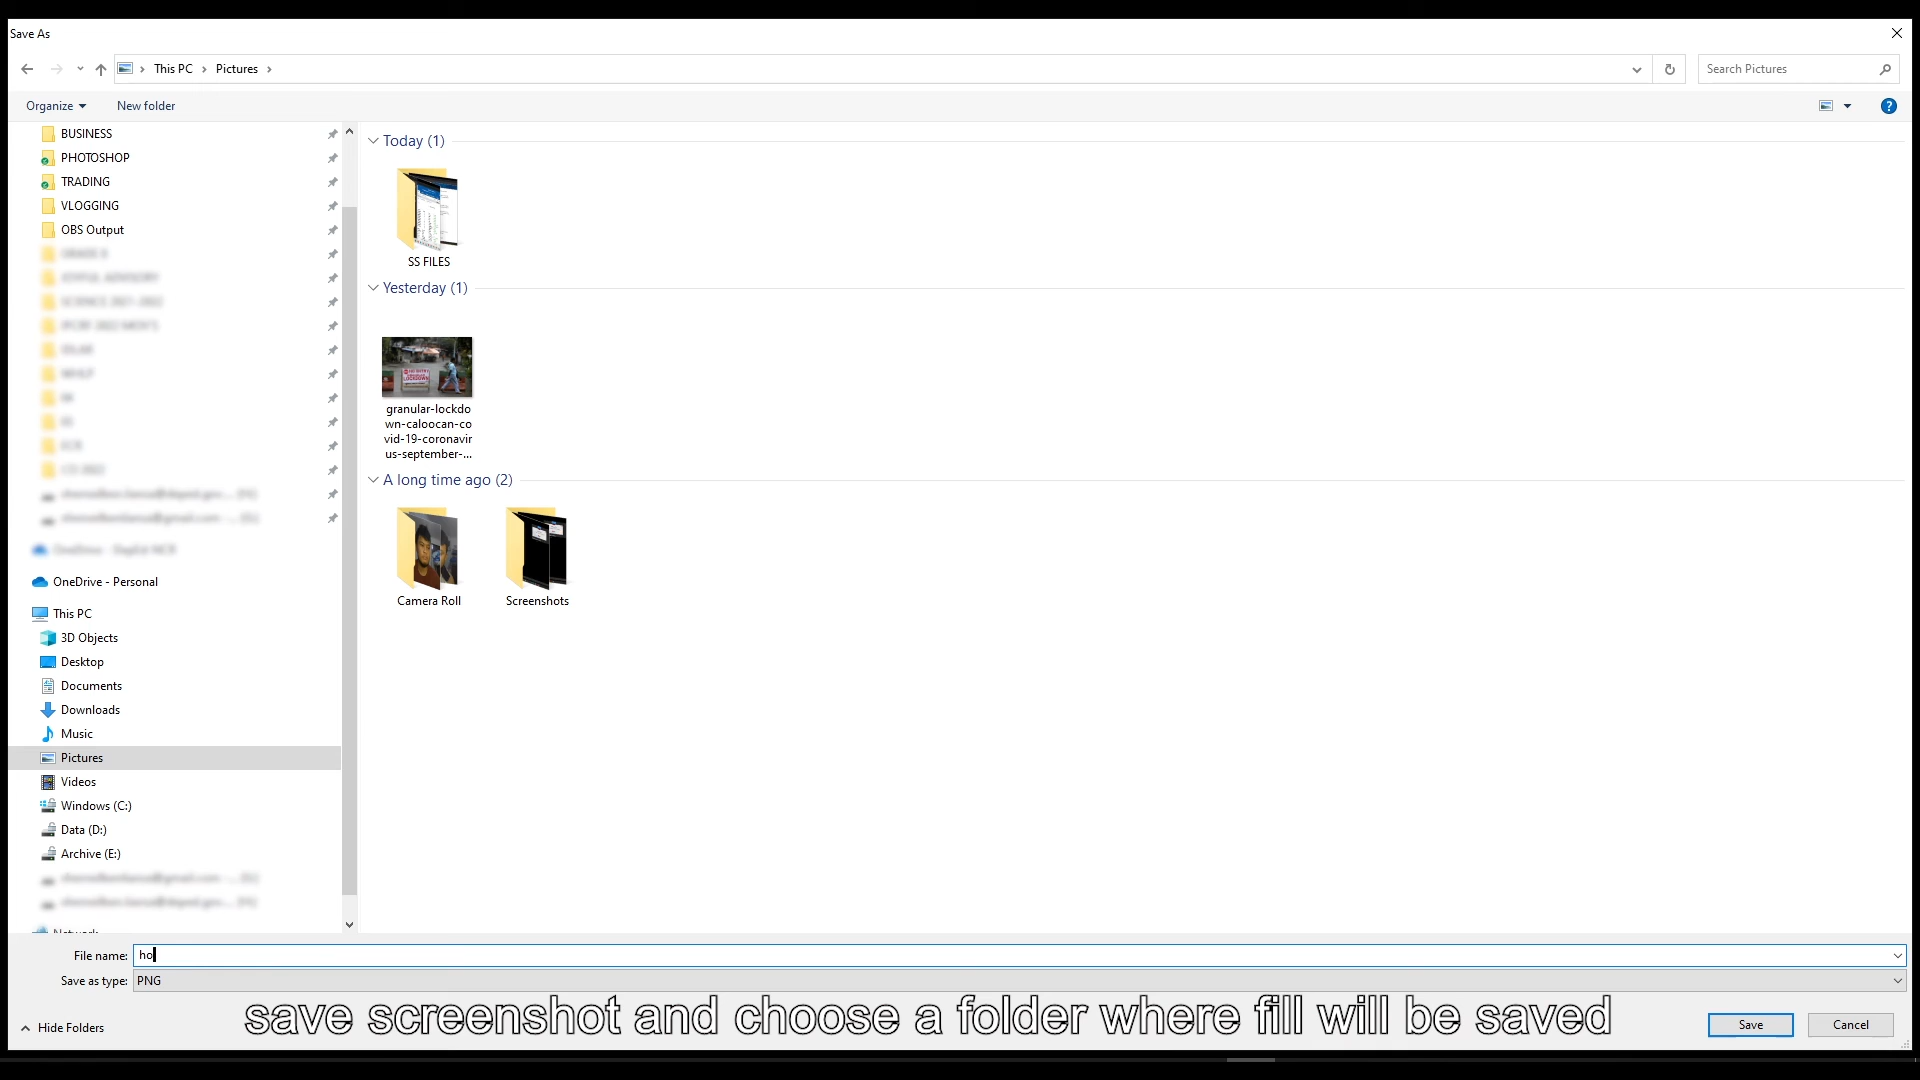 Save As
This PC
Pictures
Search Pictures
Organize
New folder
BUSINESS
PHOTOSHOP
TRADING
VLOGGING
OBS Output
OneDrive - Personal
This PC
3D Objects
Desktop
Documents
Downloads
Music
Pictures
Videos
Windows (C:)
Data (D:)
Archive (E:)
Today (1)
SS FILES
Yesterday (1)
granular-lockdo
wn-caloocan-co
vid-19-coronavir
us-september-...
A long time ago (2)
Camera Roll
Screenshots
File name: ho
Save as type: PNG
Hide Folders
save screenshot and choose a folder where fill will be saved
Save
Cancel